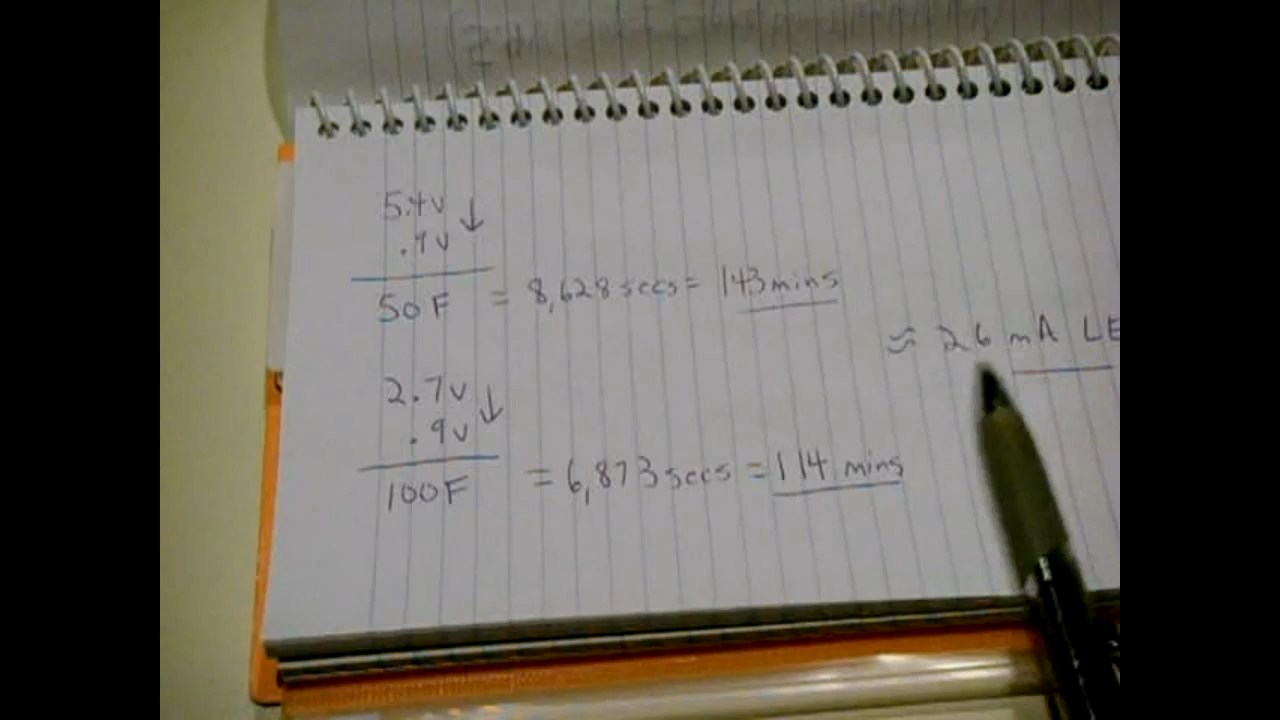 5.4v ↓
.9v
50F = 8,628 secs = 143 mins
≈ 26 mA LE
2.7v ↓
.9v
100F = 6,873 secs = 114 mins